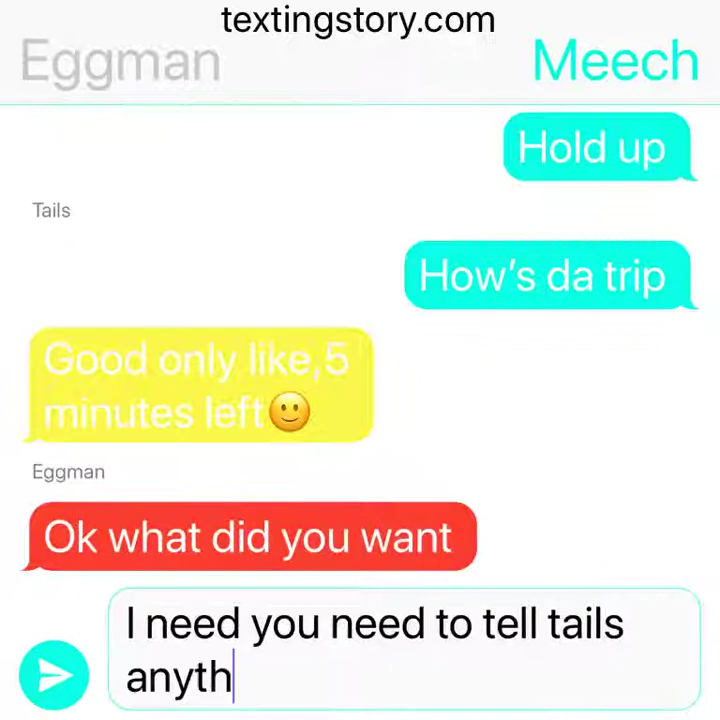 textingstory.com
Eggman
Meech
Hold up
Tails
How’s da trip
Good only like,5
minutes left🙂
Eggman
Ok what did you want
I need you need to tell tails
anyth